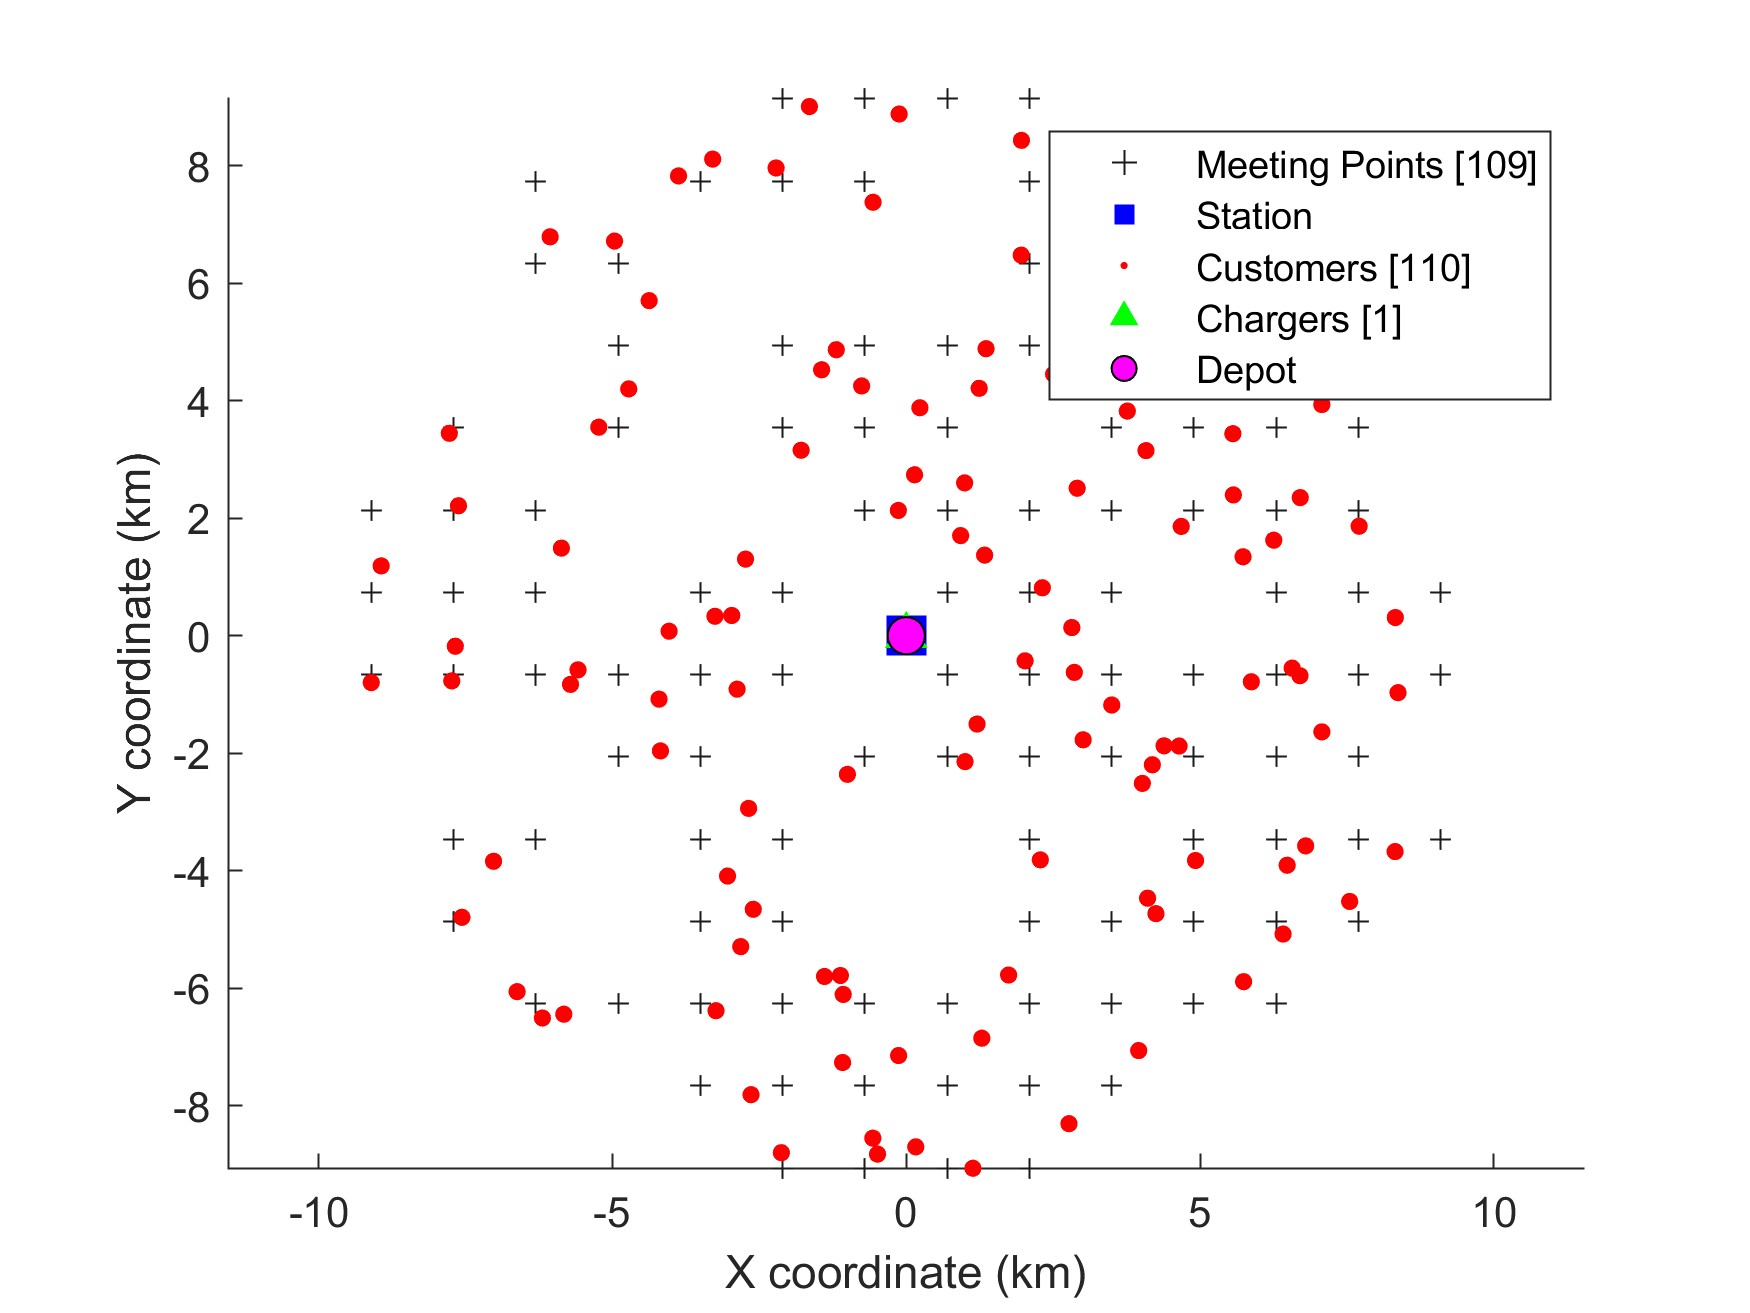 8
6
4
2
0
-2
-4
-6
-8
Y coordinate (km)
Meeting Points [109]
Station
Customers [110]
Chargers [1]
Depot
-10 -5 0 5 10
X coordinate (km)